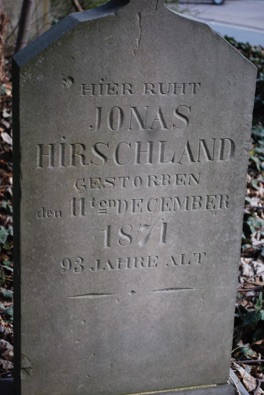 HIER RUHT
JONAS
HIRSCHLAND
GESTORBEN
den 11ten DECEMBER
1871
93 JAHRE ALT